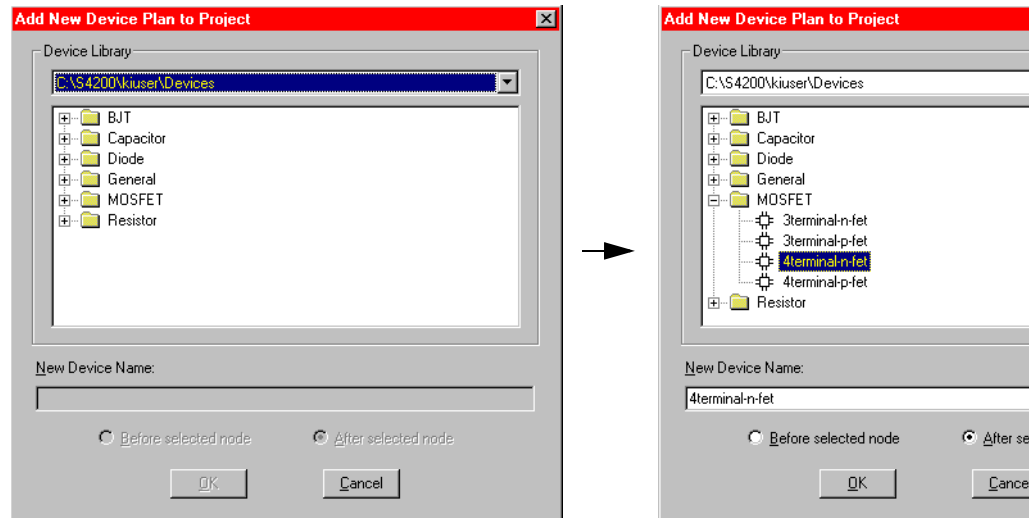 Add New Device Plan to Project
Device Library
C:\S4200\kiuser\Devices
BJT
Capacitor
Diode
General
MOSFET
Resistor
New Device Name:
Before selected node After selected node
OK Cancel
Add New Device Plan to Project
Device Library
C:\S4200\kiuser\Devices
BJT
Capacitor
Diode
General
MOSFET
3terminal-n-fet
3terminal-p-fet
4terminal-n-fet
4terminal-p-fet
Resistor
New Device Name:
4terminal-n-fet
Before selected node After se
OK Cance